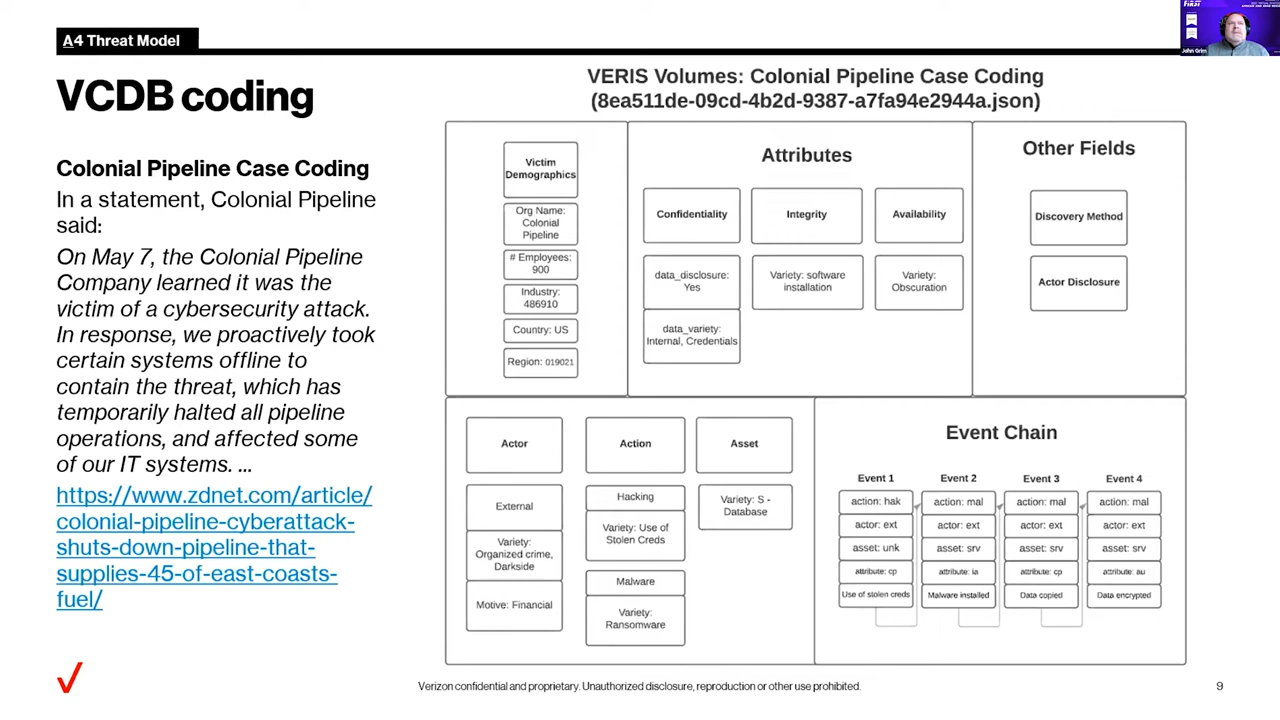 A4 Threat Model
VCDB coding
Colonial Pipeline Case Coding
In a statement, Colonial Pipeline
said:
On May 7, the Colonial Pipeline
Company learned it was the
victim of a cybersecurity attack.
In response, we proactively took
certain systems offline to
contain the threat, which has
temporarily halted all pipeline
operations, and affected some
of our IT systems. ...
https://www.zdnet.com/article/
colonial-pipeline-cyberattack-
shuts-down-pipeline-that-
supplies-45-of-east-coasts-
fuel/
VERIS Volumes: Colonial Pipeline Case Coding
(8ea511de-09cd-4b2d-9387-a7fa94e2944a.json)
Victim
Demographics
Org Name:
Colonial
Pipeline
# Employees:
900
Industry:
486910
Country: US
Region: 019021
Attributes
Confidentiality
data_disclosure:
Yes
data_variety:
Internal, Credentials
Integrity
Variety: software
installation
Availability
Variety:
Obscuration
Other Fields
Discovery Method
Actor Disclosure
Actor
External
Variety:
Organized crime,
Darkside
Motive: Financial
Action
Hacking
Variety: Use of
Stolen Creds
Malware
Variety:
Ransomware
Asset
Variety: S -
Database
Event Chain
Event 1
action: hak
actor: ext
asset: unk
attribute: cp
Use of stolen creds
Event 2
action: mal
actor: ext
asset: srv
attribute: ia
Malware installed
Event 3
action: mal
actor: ext
asset: srv
attribute: cp
Data copied
Event 4
action: mal
actor: ext
asset: srv
attribute: au
Data encrypted
Verizon confidential and proprietary. Unauthorized disclosure, reproduction or other use prohibited.
9
FIRST